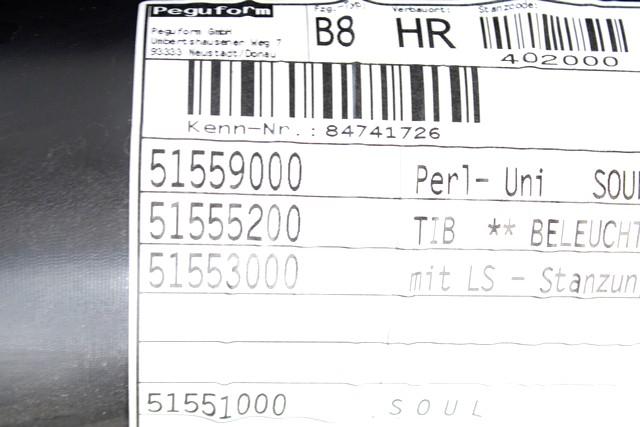 Peguform
Peguform GmbH
Umbertshausener Weg 7
93333 Neustadt/Donau
Fzg.-Typ: Verbauort: Stanzcode:
B8 HR
402000
Kenn-Nr.: 84741726
51559000 Perl- Uni SOUL
51555200 TIB ** BELEUCHT
51553000 mit LS - Stanzun
51551000 SOUL